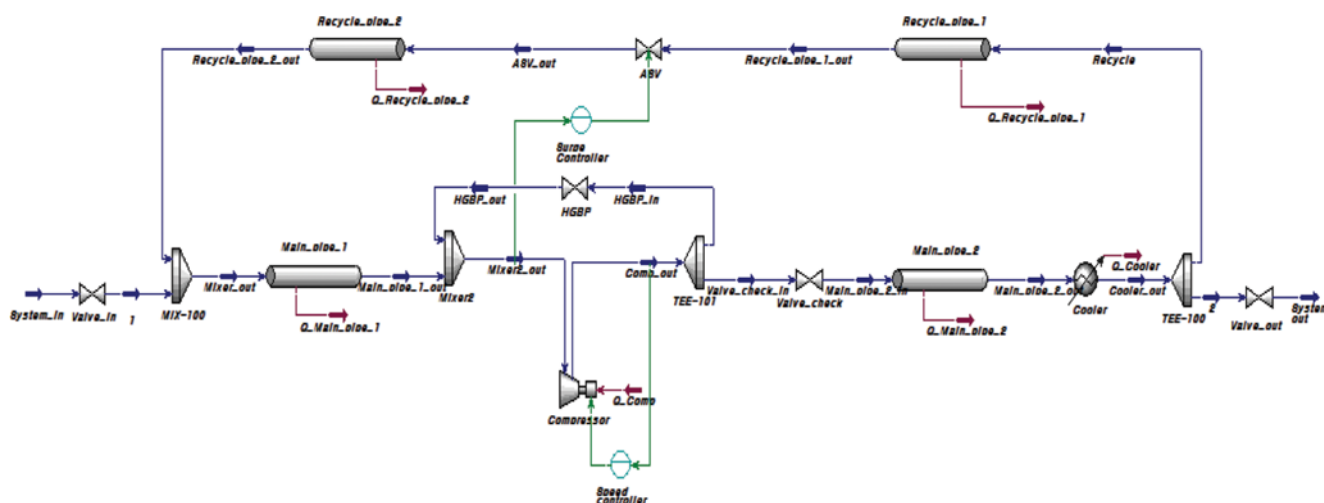 Recycle_pipe_2
Recycle_pipe_1
Recycle_pipe_2_out
ASV_out
ASV
Recycle_pipe_1_out
Recycle
Q_Recycle_pipe_2
Q_Recycle_pipe_1
Surge
Controller
HGBP_out
HGBP
HGBP_in
Main_pipe_1
Main_pipe_2
Q_Cooler
System_in
Valve_in
1
MIX-100
Mixer_out
Main_pipe_1_out
Mixer2
Mixer2_out
Comp_out
TEE-101
Valve_check_in
Valve_check
Main_pipe_2_in
Main_pipe_2_out
Cooler
Cooler_out
TEE-100
2
Valve_out
System
out
Q_Main_pipe_1
Q_Main_pipe_2
Q_Comp
Compressor
Speed
controller